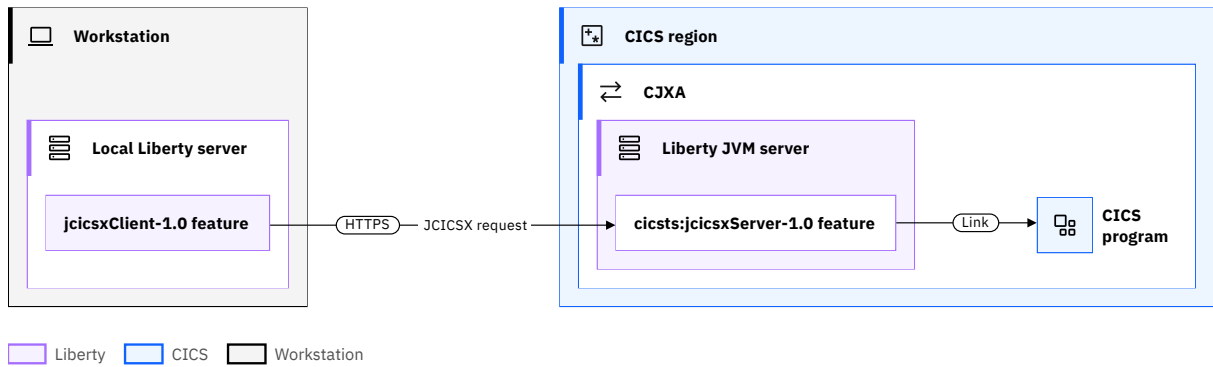 Workstation
CICS region
CJXA
Local Liberty server
Liberty JVM server
jcicsxClient-1.0 feature
HTTPS
JCICSX request
cicsts:jcicsxServer-1.0 feature
Link
CICS
program
Liberty
CICS
Workstation